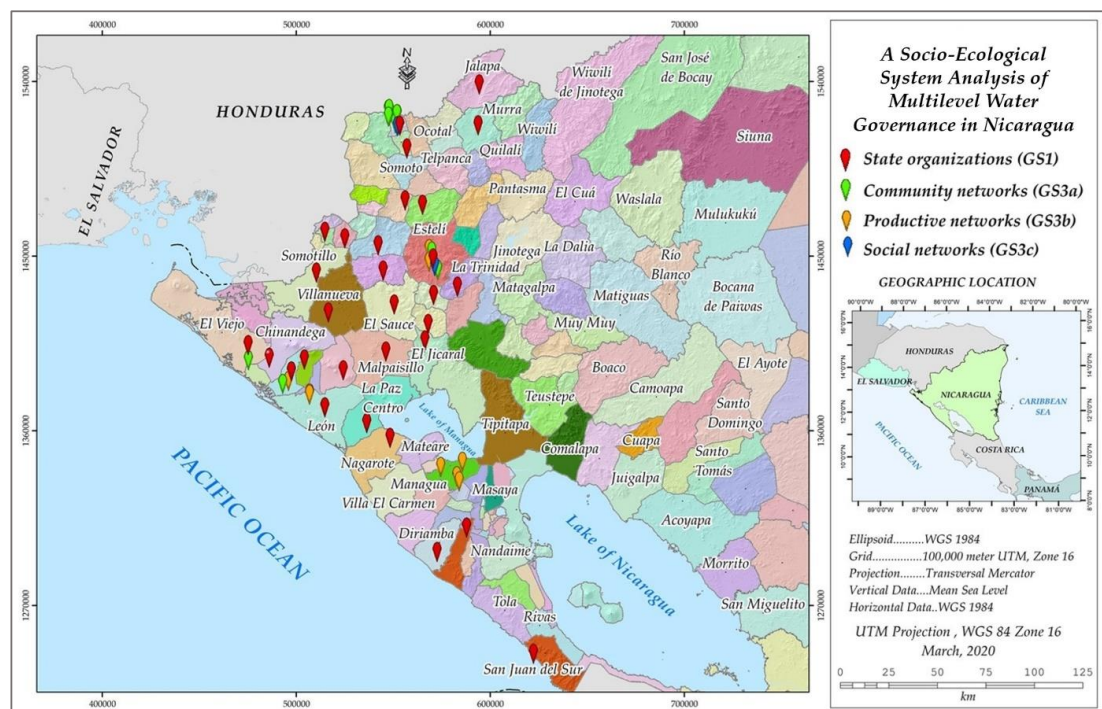 400000
500000
600000
700000
1540000
1450000
1360000
1270000
N
HONDURAS
EL SALVADOR
Jalapa
Wiwili
de Jinotega
San José
de Bocay
Murra
Ocotal
Wiwilí
Quilalí
Telpanca
Somoto
Siuna
Pantasma
El Cuá
Waslala
Mulukukú
Estelí
Jinotega
La Dalia
Somotillo
La Trinidad
Río
Blanco
Villanueva
Matagalpa
Matiguas
Bocana
de Paiwas
El Viejo
Chinandega
El Sauce
Muy Muy
El Jicaral
Malpaisillo
Boaco
El Ayote
La Paz
Centro
Camoapa
Teustepe
León
Lake of Managua
Santo
Domingo
Tipitapa
Cuapa
Mateare
Comalapa
Santo
Tomás
Nagarote
Juigalpa
Managua
Masaya
Villa El Carmen
Acoyapa
PACIFIC OCEAN
Diriamba
Nandaime
Lake of Nicaragua
Morrito
Tola
Rivas
San Miguelito
San Juan del Sur
400000
500000
600000
700000
1540000
1450000
1360000
1270000
A Socio-Ecological
System Analysis of
Multilevel Water
Governance in Nicaragua
State organizations (GS1)
Community networks (GS3a)
Productive networks (GS3b)
Social networks (GS3c)
GEOGRAPHIC LOCATION
HONDURAS
EL SALVADOR
NICARAGUA
CARIBBEAN
SEA
PACIFIC OCEAN
COSTA RICA
PANAMÁ
Ellipsoid..........WGS 1984
Grid................100,000 meter UTM, Zone 16
Projection........Transversal Mercator
Vertical Data....Mean Sea Level
Horizontal Data..WGS 1984
UTM Projection , WGS 84 Zone 16
March, 2020
0 25 50 75 100 125
km